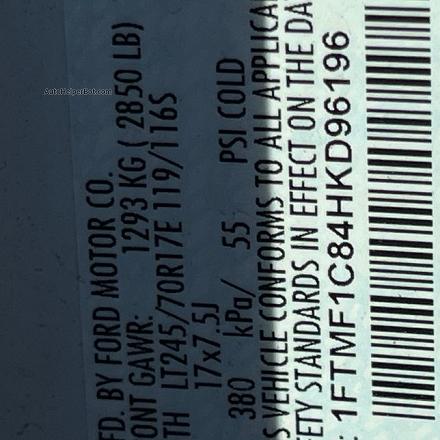 AutoHelperBot.com
FD. BY FORD MOTOR CO.
ONT GAWR: 1293 KG ( 2850 LB)
TH LT245/70R17E 119/116S
17x7.5J
380 kPa/ 55 PSI COLD
S VEHICLE CONFORMS TO ALL APPLICA
FETY STANDARDS IN EFFECT ON THE DA
: 1FTMF1C84HKD96196